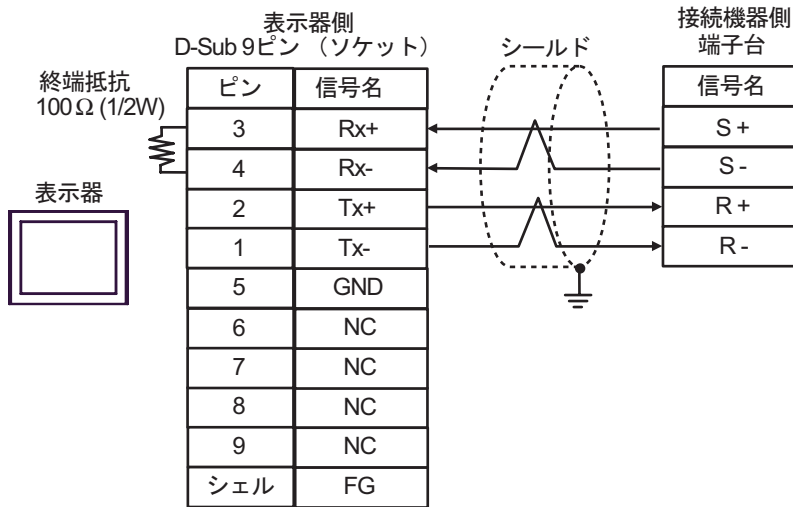 表示器側
D-Sub 9ピン （ソケット）
シールド
接続機器側
端子台
終端抵抗
100Ω (1/2W)
表示器
ピン 信号名 信号名
3 Rx+ S +
4 Rx- S -
2 Tx+ R +
1 Tx- R -
5 GND
6 NC
7 NC
8 NC
9 NC
シェル FG